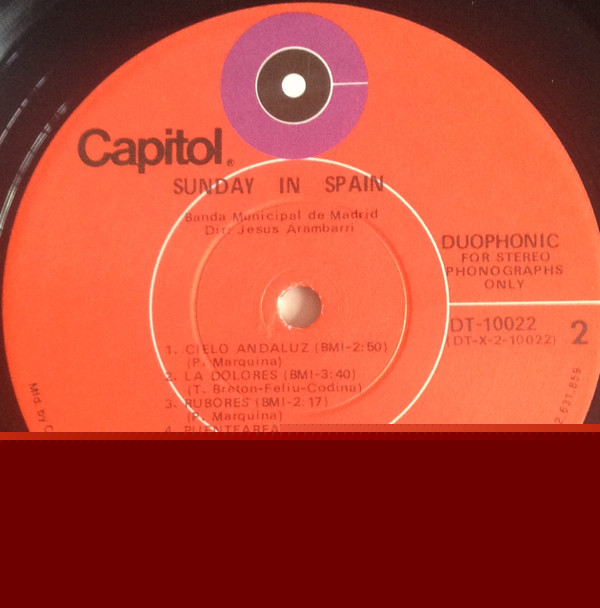 Capitol®
SUNDAY IN SPAIN
Banda Municipal de Madrid
Dir: Jesus Arambarri
DUOPHONIC
FOR STEREO
PHONOGRAPHS
ONLY
DT-10022
(DT-X-2-10022)
2
1. CIELO ANDALUZ (BMI-2:50)
(P. Marquina)
2. LA DOLORES (BMI-3:40)
(T. Breton-Feliu-Codina)
3. RUBORES (BMI-2:17)
(P. Marquina)
4. PUENTEAREA